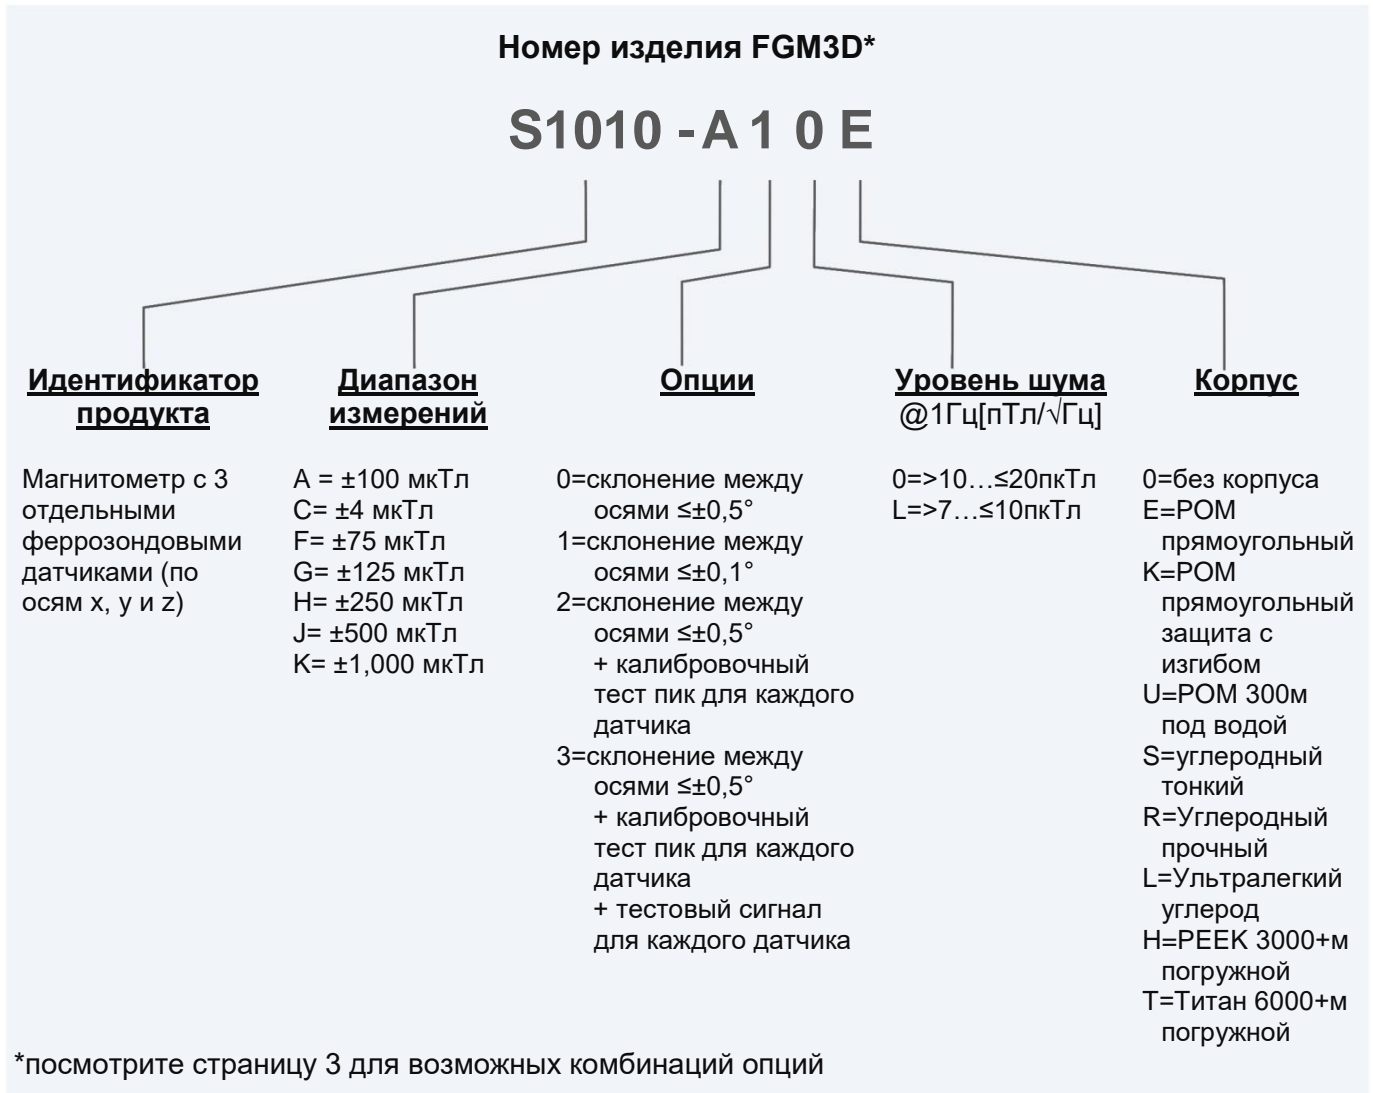 Номер изделия FGM3D*
S1010 - A 1 0 E
Идентификатор
продукта
Магнитометр с 3
отдельными
феррозондовыми
датчиками (по
осям x, y и z)
Диапазон
измерений
A = ±100 мкТл
C= ±4 мкТл
F= ±75 мкТл
G= ±125 мкТл
H= ±250 мкТл
J= ±500 мкТл
K= ±1,000 мкТл
Опции
0=склонение между
осями ≤±0,5°
1=склонение между
осями ≤±0,1°
2=склонение между
осями ≤±0,5°
+ калибровочный
тест пик для каждого
датчика
3=склонение между
осями ≤±0,5°
+ калибровочный
тест пик для каждого
датчика
+ тестовый сигнал
для каждого датчика
Уровень шума
@1Гц[пТл/√Гц]
0=>10…≤20пкТл
L=>7…≤10пкТл
Корпус
0=без корпуса
E=POM
прямоугольный
K=POM
прямоугольный
защита с
изгибом
U=POM 300м
под водой
S=углеродный
тонкий
R=Углеродный
прочный
L=Ультралегкий
углерод
H=PEEK 3000+м
погружной
T=Титан 6000+м
погружной
*посмотрите страницу 3 для возможных комбинаций опций